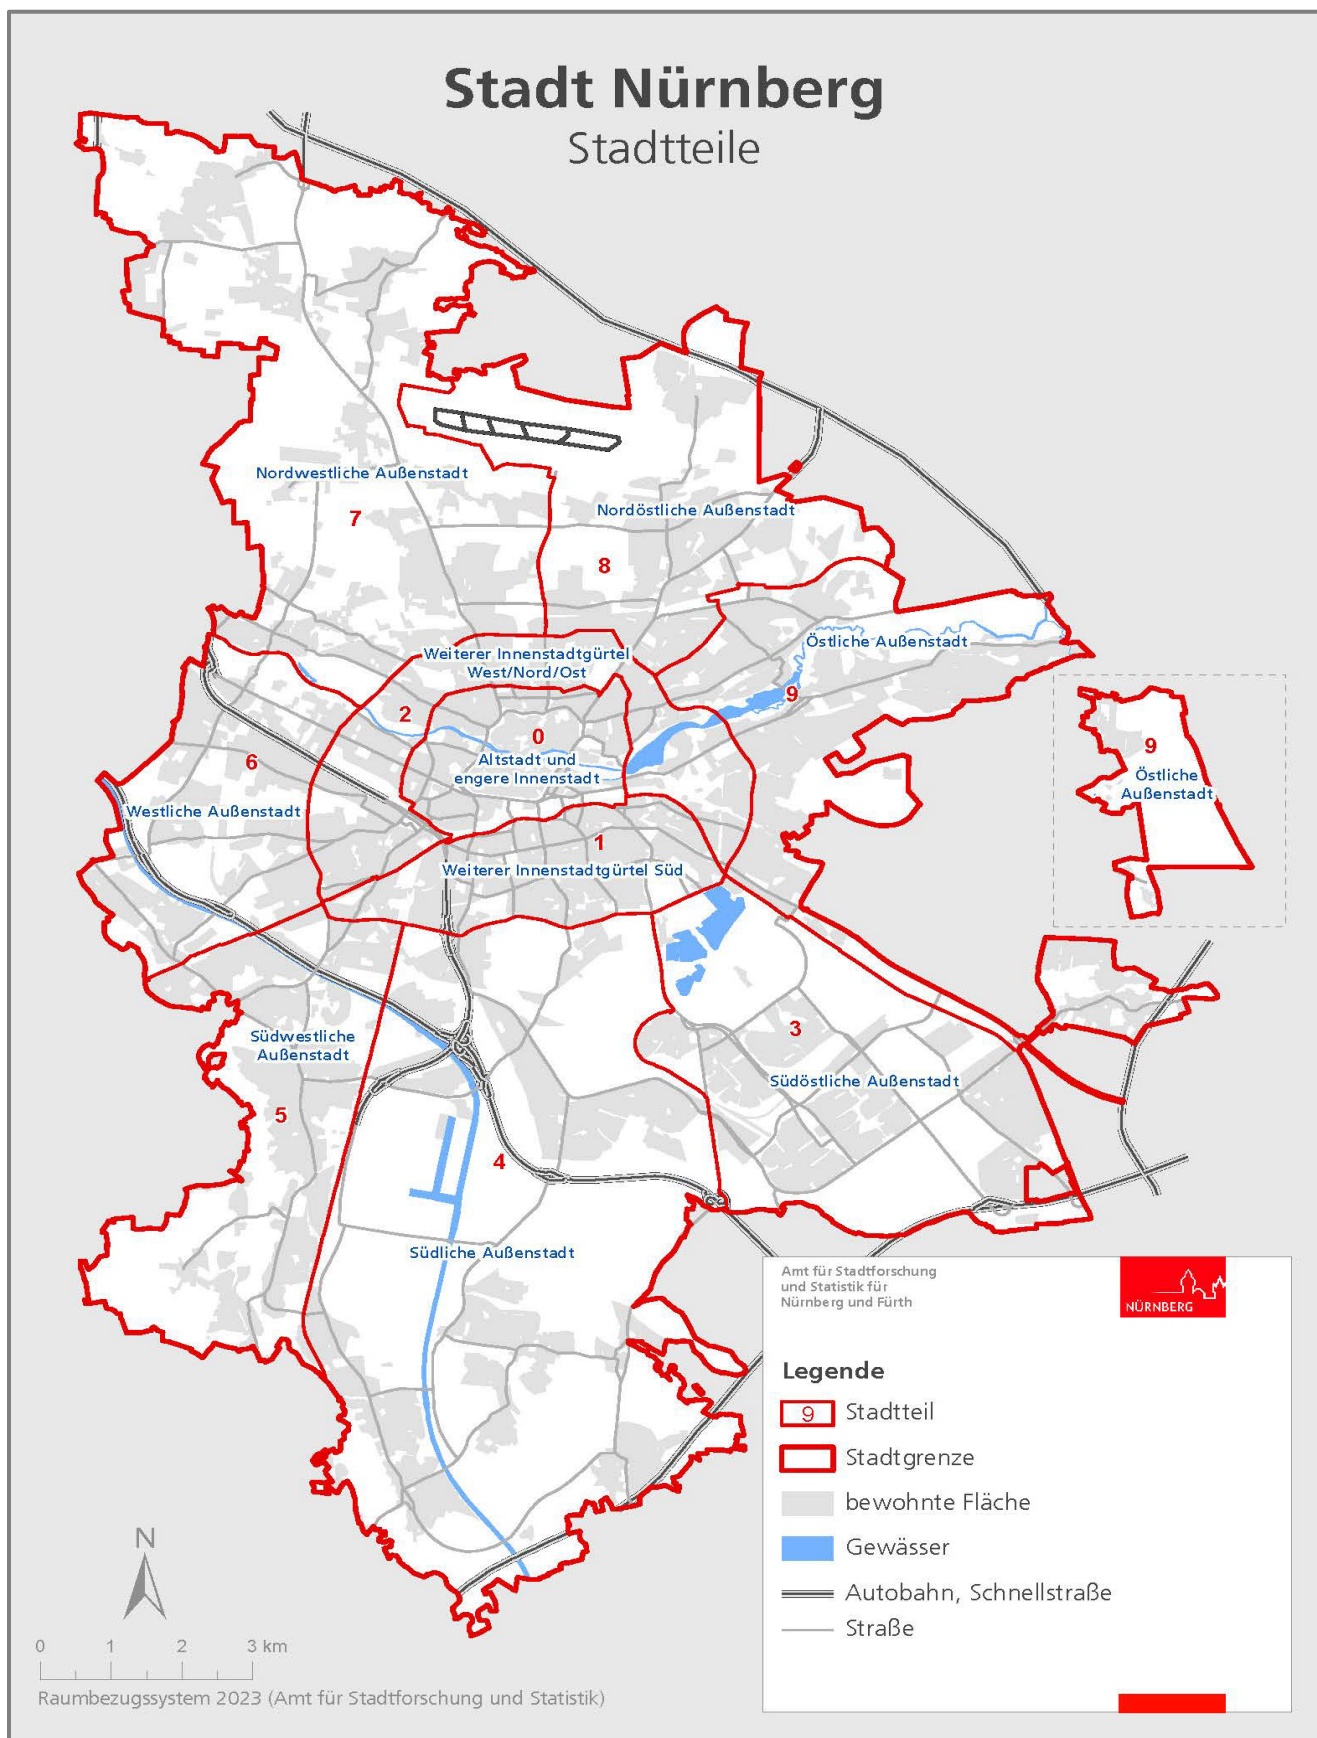 Stadt Nürnberg
Stadtteile
Nordwestliche Außenstadt
7
Nordöstliche Außenstadt
8
Östliche Außenstadt
9
Weiterer Innenstadtgürtel
West/Nord/Ost
2
0
Altstadt und
engere Innenstadt
6
Westliche Außenstadt
1
Weiterer Innenstadtgürtel Süd
9
Östliche
Außenstadt
3
Südöstliche Außenstadt
Südwestliche
Außenstadt
5
4
Südliche Außenstadt
Amt für Stadtforschung
und Statistik für
Nürnberg und Fürth
NÜRNBERG
Legende
9 Stadtteil
Stadtgrenze
bewohnte Fläche
Gewässer
Autobahn, Schnellstraße
Straße
N
0 1 2 3 km
Raumbezugssystem 2023 (Amt für Stadtforschung und Statistik)